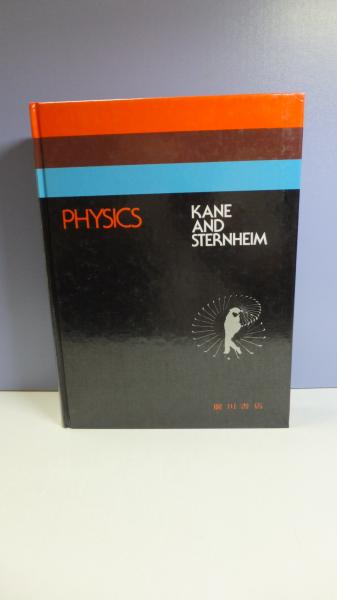 PHYSICS
KANE
AND
STERNHEIM
廣川書店